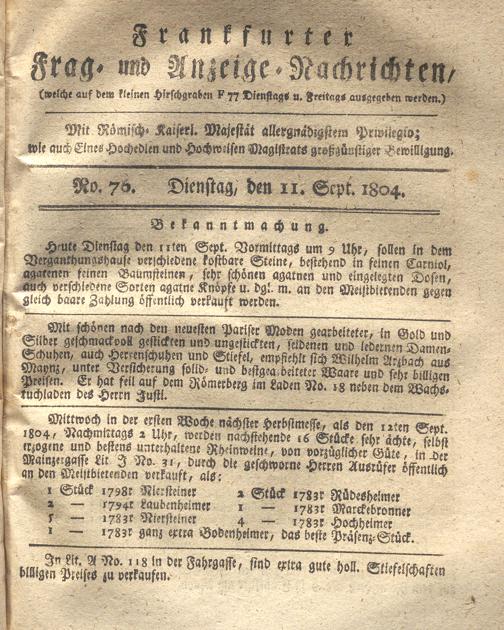 Frankfurter
Frag- und Anzeige-Nachrichten,
(welche auf dem kleinen Hirschgraben F 77 Dienstags u. Freitags ausgegeben werden.)
Mit Römisch-Kaiserl. Majestät allergnädigstem Privilegio;
wie auch Eines Hochedlen und Hochweisen Magistrats großgünstiger Bewilligung.
No. 76. Dienstag, den 11. Sept. 1804.
Bekanntmachung.
Heute Dienstag den 11ten Sept. Vormittags um 9 Uhr, sollen in dem
Verganthungshause verschiedene kostbare Steine, bestehend in feinen Carniol,
agatenen feinen Baumsteinen, sehr schönen agatnen und eingelegten Dosen,
auch verschiedene Sorten agatne Knöpfe u. dgl. m. an den Meistbietenden gegen
gleich baare Zahlung öffentlich verkauft werden.
Mit schönen nach den neuesten Pariser Moden gearbeiteter, in Gold und
Silber geschmackvoll gestickten und ungestickten, seidenen und ledernen Damen-
Schuhen, auch Herrenschuhen und Stiefel, empfiehlt sich Wilhelm Arzbach aus
Maynz, unter Versicherung solid- und bestgearbeiteter Waare und sehr billigen
Preisen. Er hat feil auf dem Römerberg im Laden No. 18 neben dem Wachs-
tuchladen des Herrn Justi.
Mittwoch in der ersten Woche nächster Herbstmesse, als den 12ten Sept.
1804, Nachmittags 2 Uhr, werden nachstehende 16 Stücke sehr ächte, selbst
erzogene und bestens unterhaltene Rheinweine, von vorzüglicher Güte, in der
Mainzergasse Lit. J No. 31, durch die geschworne Herren Ausrüfer öffentlich
an den Meistbietenden verkauft, als:
1 Stück 1798r Niersteiner 2 Stück 1783r Rüdesheimer
2 — 1794r Laubenheimer 1 — 1783r Marckebronner
5 — 1783r Niersteiner 4 — 1783r Hochheimer
1 — 1783r ganz extra Bodenheimer, das beste Präsenz-Stück.
In Lit. A No. 118 in der Fahrgasse, sind extra gute holl. Stiefelschaften
billigen Preises zu verkaufen.